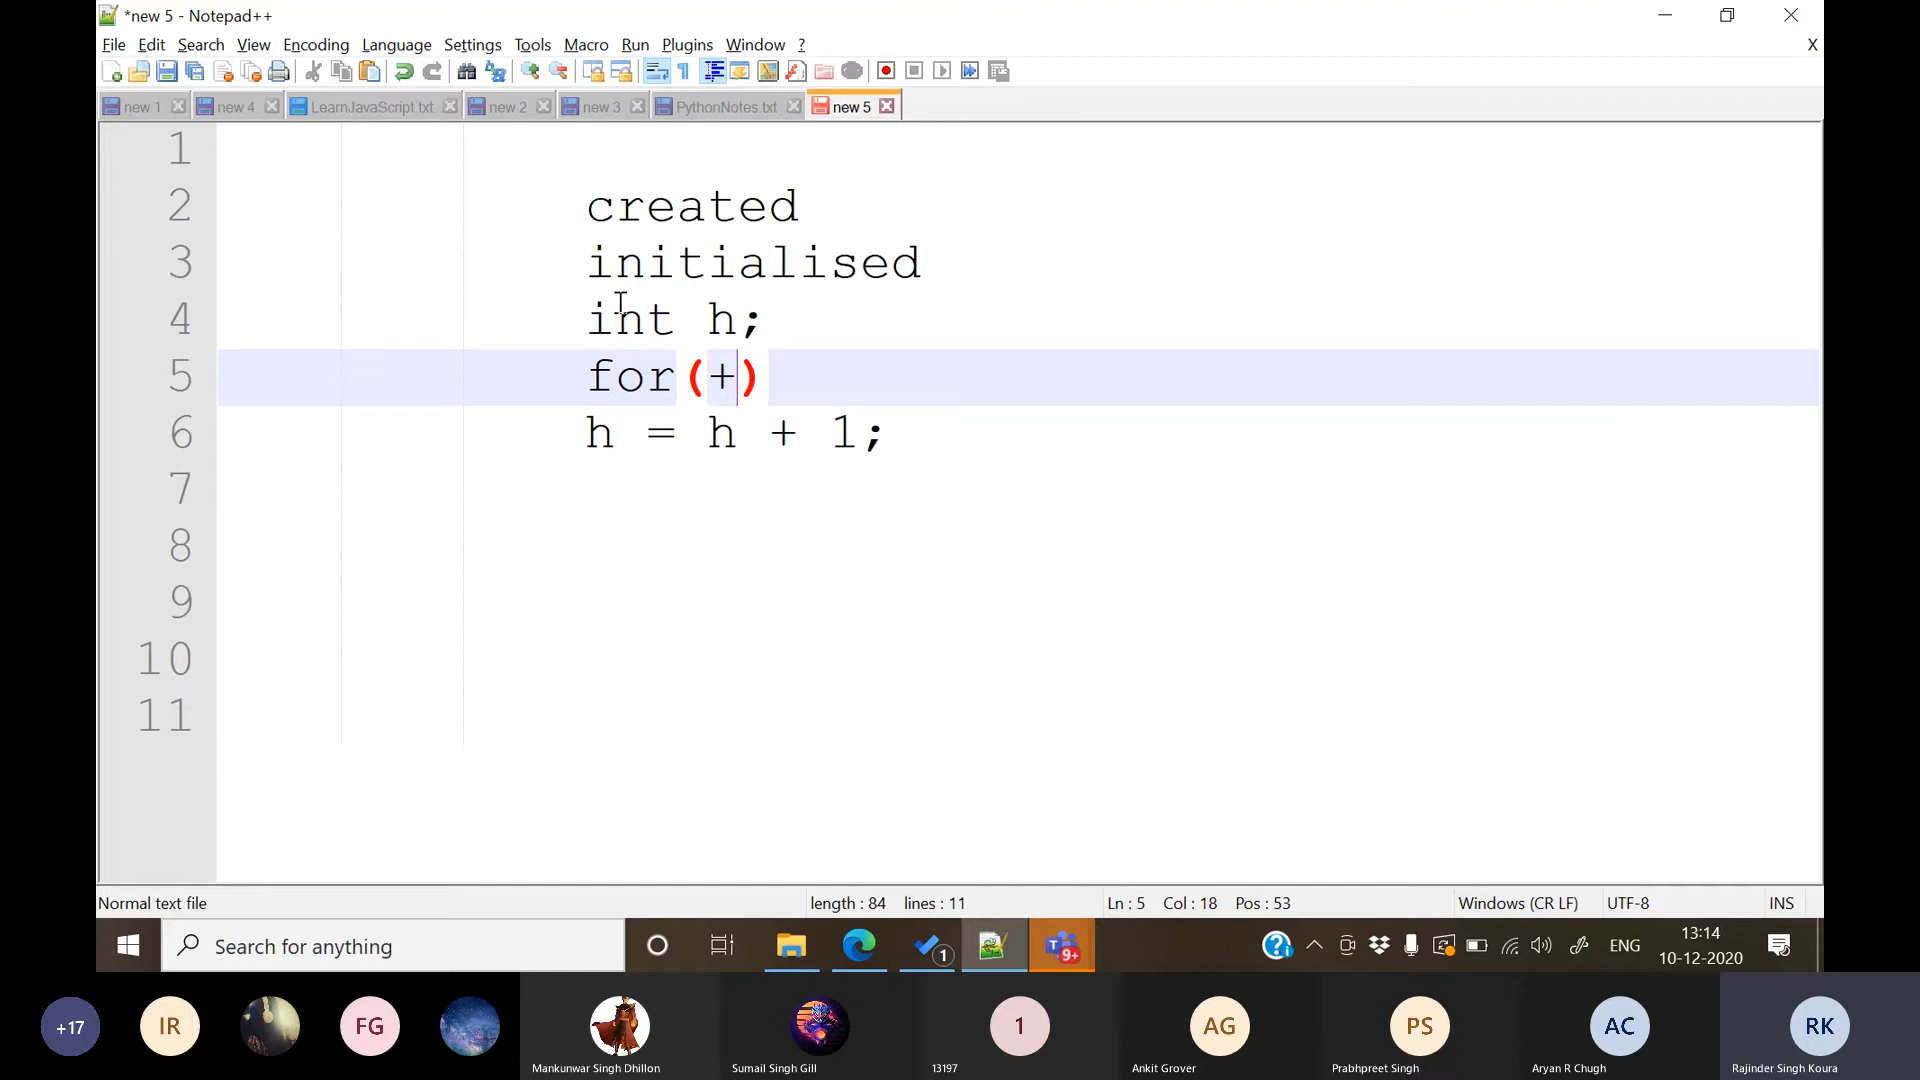 *new 5 - Notepad++
File Edit Search View Encoding Language Settings Tools Macro Run Plugins Window ? X
new 1 new 4 LearnJavaScript.txt new 2 new 3 PythonNotes.txt new 5
1
2 created
3 initialised
4 int h;
5 for(+)
6 h = h + 1;
7
8
9
10
11
Normal text file length : 84 lines : 11 Ln : 5 Col : 18 Pos : 53 Windows (CR LF) UTF-8 INS
Search for anything 1 9+ ENG 13:14
10-12-2020
+17 IR FG 1 AG PS AC RK
Mankunwar Singh Dhillon Sumail Singh Gill 13197 Ankit Grover Prabhpreet Singh Aryan R Chugh Rajinder Singh Koura